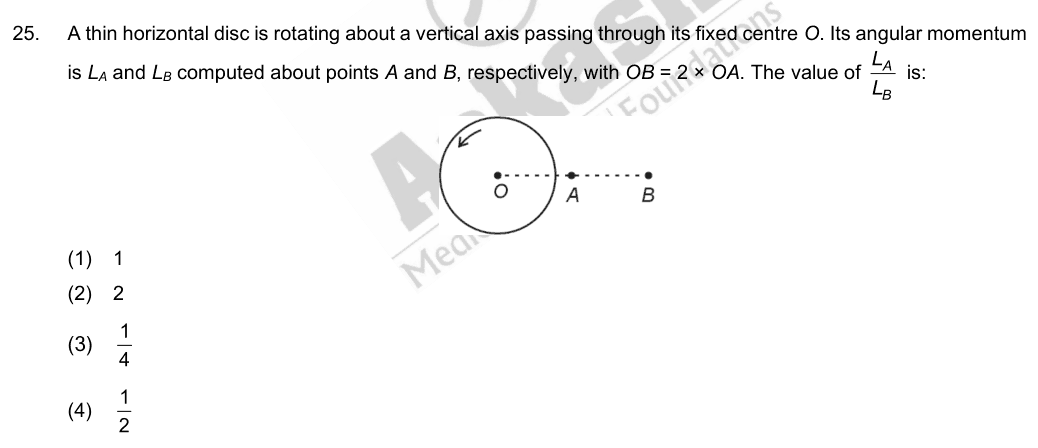 25. A thin horizontal disc is rotating about a vertical axis passing through its fixed centre O. Its angular momentum
is L_A and L_B computed about points A and B, respectively, with OB = 2 × OA. The value of L_A/L_B is:
O A B
(1) 1
(2) 2
(3) 1/4
(4) 1/2